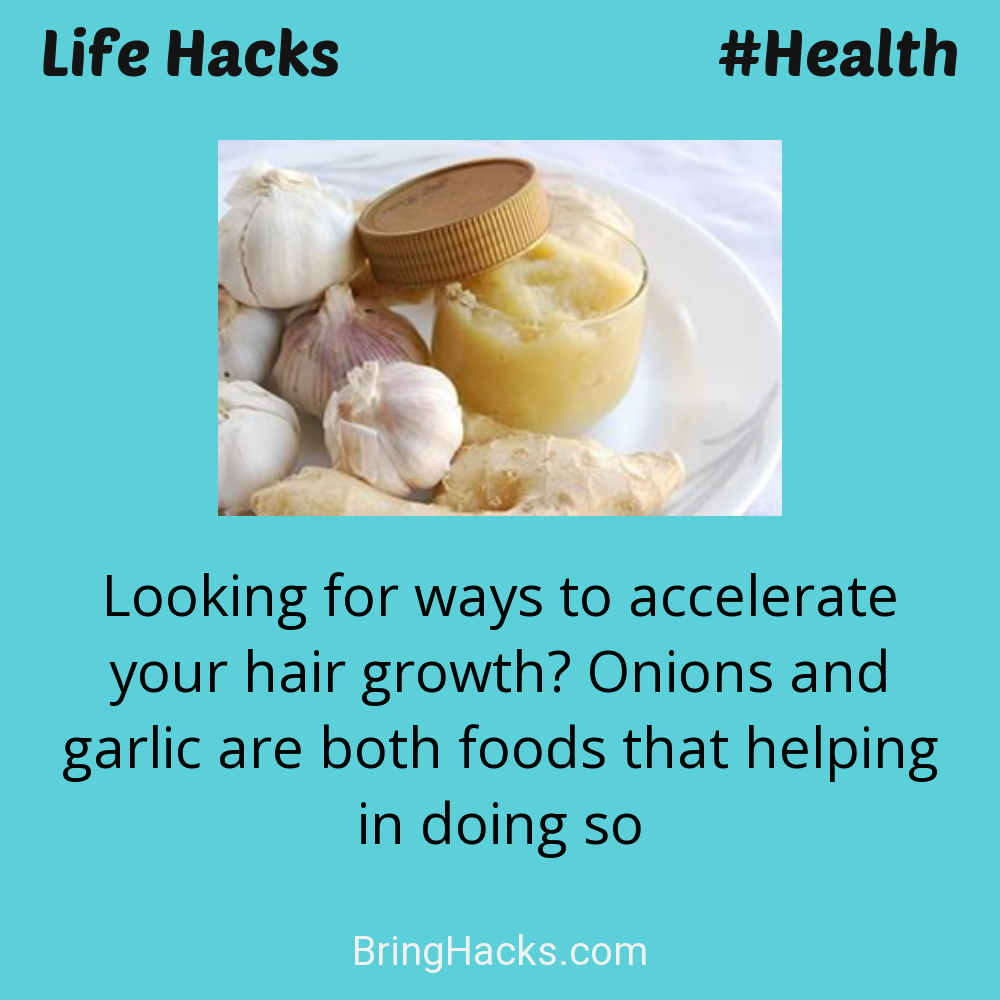 Life Hacks
#Health
Looking for ways to accelerate
your hair growth? Onions and
garlic are both foods that helping
in doing so
BringHacks.com